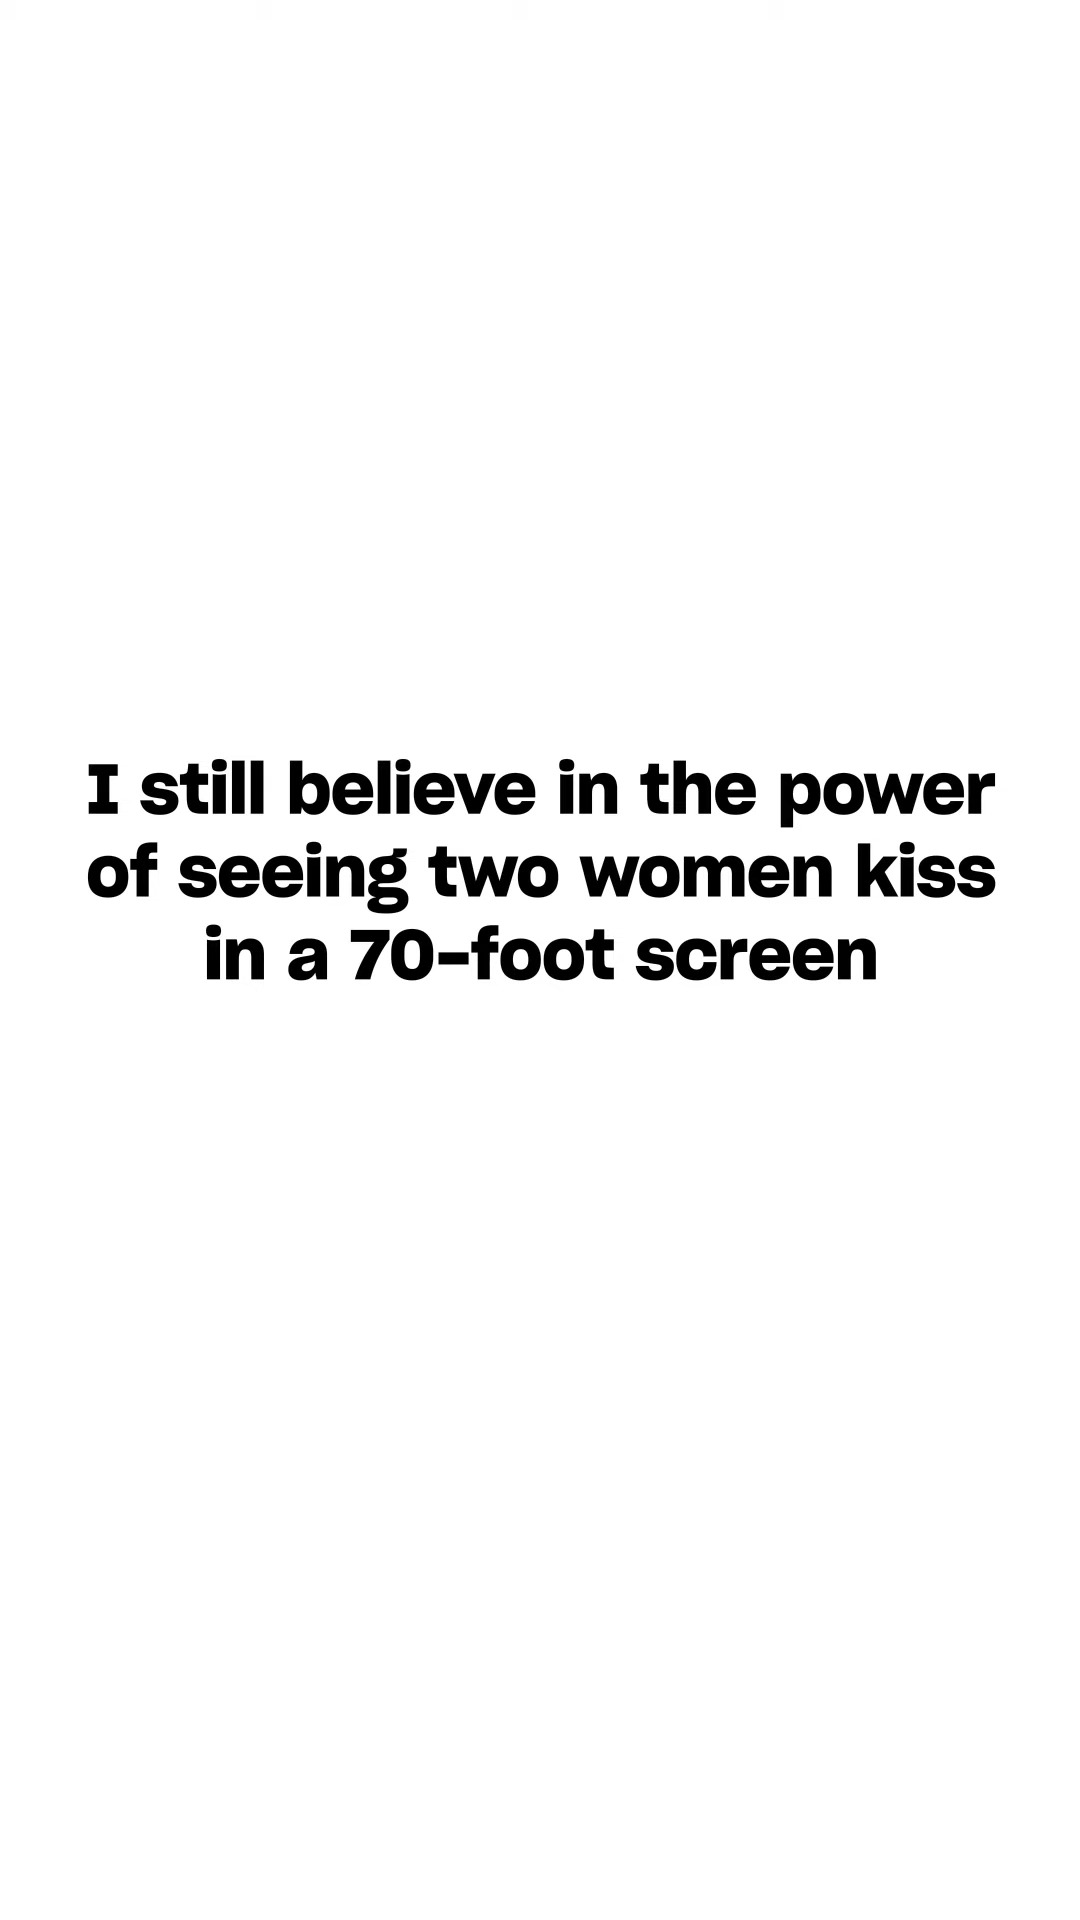 I still believe in the power
of seeing two women kiss
in a 70-foot screen